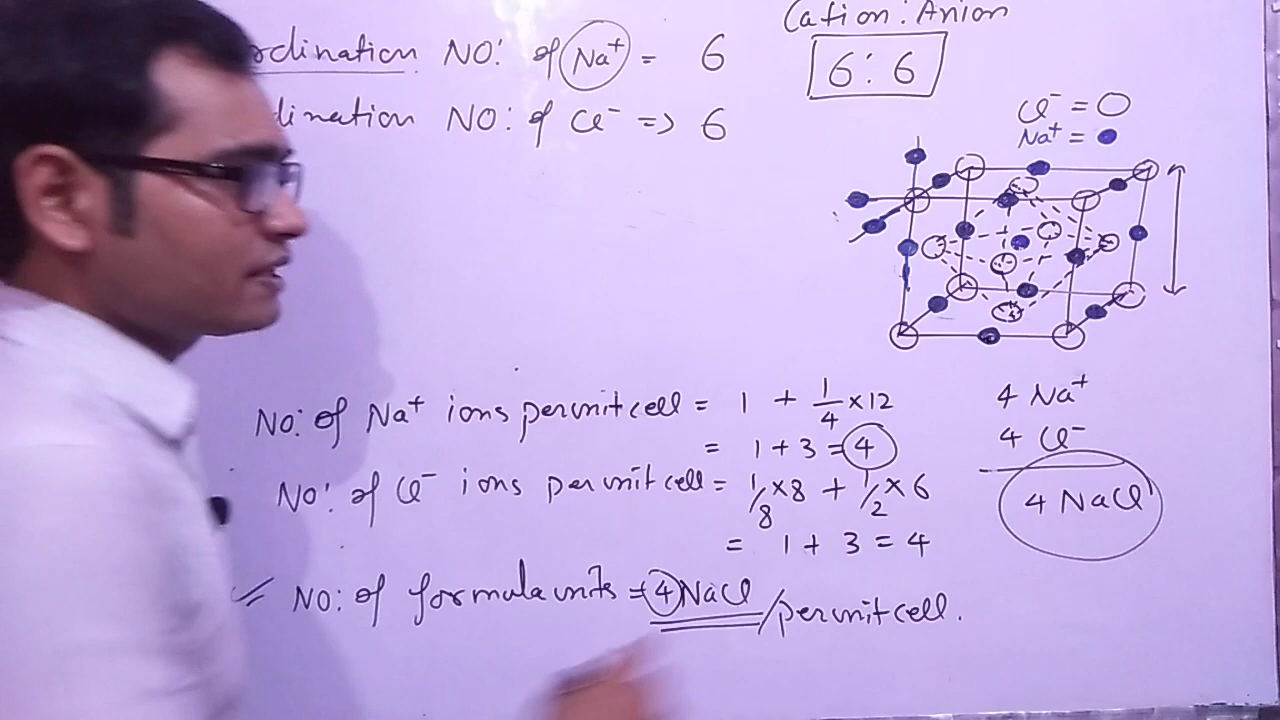 Cation : Anion
rdination NO: of Na⁺ = 6
6 : 6
dination NO: of Cl⁻ => 6
Cl⁻ = O
Na⁺ = ●
NO: of Na⁺ ions per unit cell = 1 + 1/4 × 12
= 1 + 3 = 4
4 Na⁺
4 Cl⁻
4 NaCl
NO: of Cl⁻ ions per unit cell = 1/8 × 8 + 1/2 × 6
= 1 + 3 = 4
NO: of formula units = 4 NaCl / per unit cell.